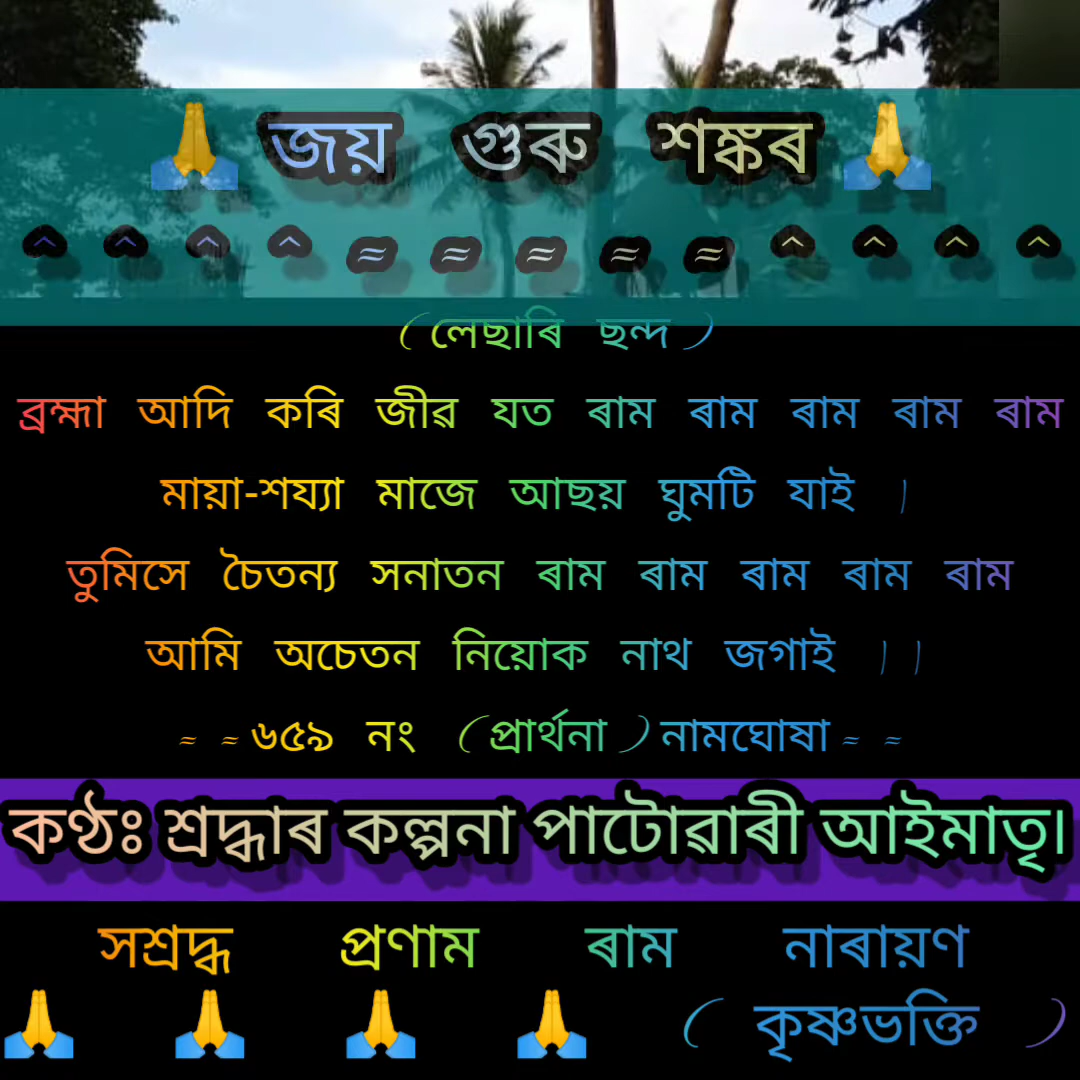 🙏 জয় গুৰু শঙ্কৰ 🙏
^ ^ ^ ^ ≈ ≈ ≈ ≈ ≈ ^ ^ ^ ^
( লেছাৰি ছন্দ )
ব্ৰহ্মা আদি কৰি জীৱ যত ৰাম ৰাম ৰাম ৰাম ৰাম
মায়া-শয্যা মাজে আছয় ঘুমটি যাই |
তুমিসে চৈতন্য সনাতন ৰাম ৰাম ৰাম ৰাম ৰাম
আমি অচেতন নিয়োক নাথ জগাই ||
≈ ≈ ৬৫৯ নং ( প্ৰাৰ্থনা ) নামঘোষা ≈ ≈
কণ্ঠঃ শ্ৰদ্ধাৰ কল্পনা পাটোৱাৰী আইমাতৃ।
সশ্ৰদ্ধ প্ৰণাম ৰাম নাৰায়ণ
🙏 🙏 🙏 🙏 ( কৃষ্ণভক্তি )